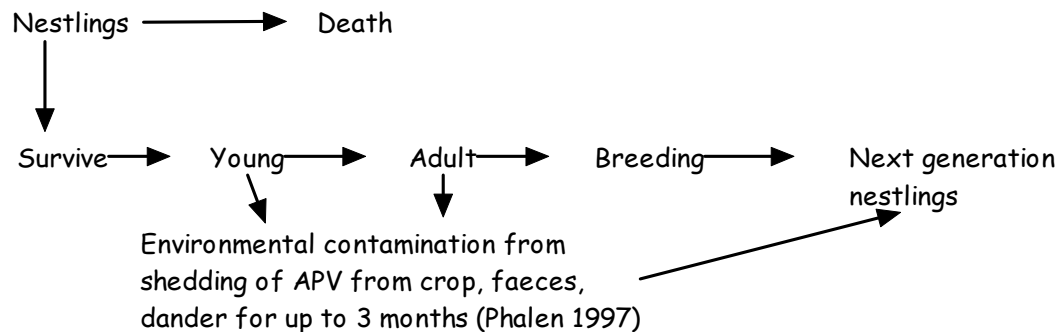 Nestlings Death
Survive Young Adult Breeding Next generation
nestlings
Environmental contamination from
shedding of APV from crop, faeces,
dander for up to 3 months (Phalen 1997)